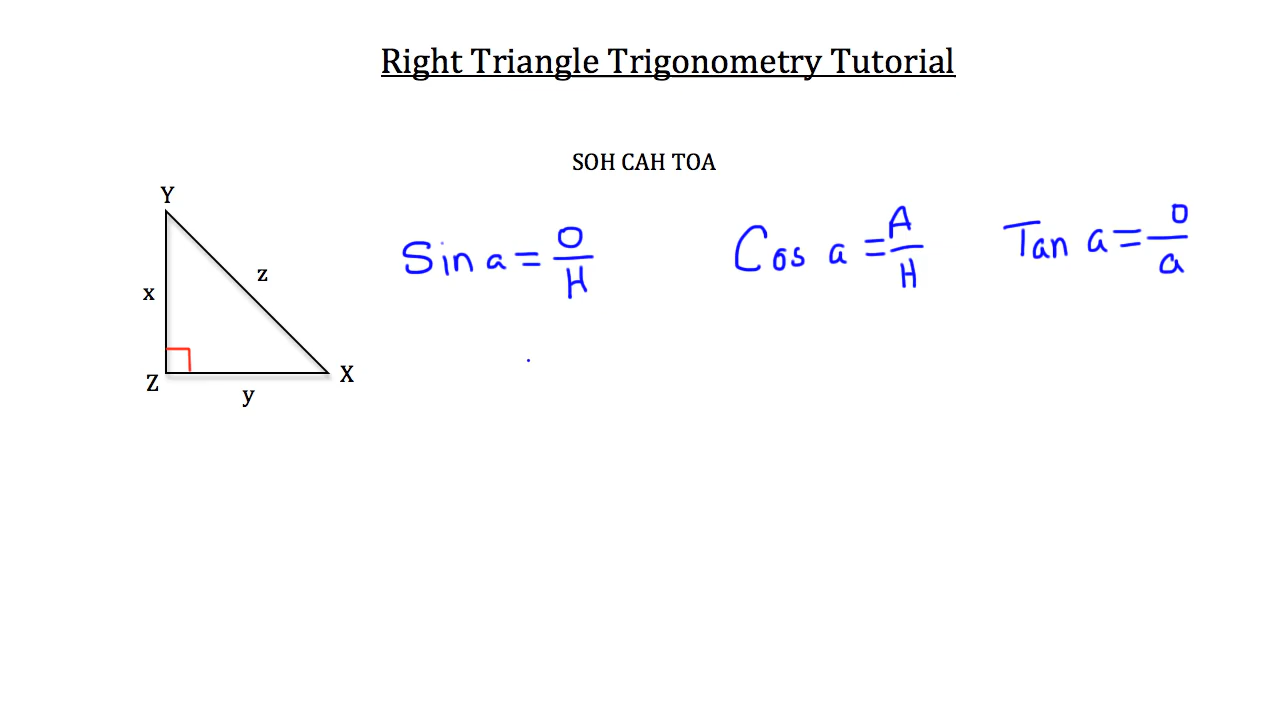 Right Triangle Trigonometry Tutorial
SOH CAH TOA
Y
z
x
Z
y
X
Sin a = O/H
Cos a = A/H
Tan a = O/a